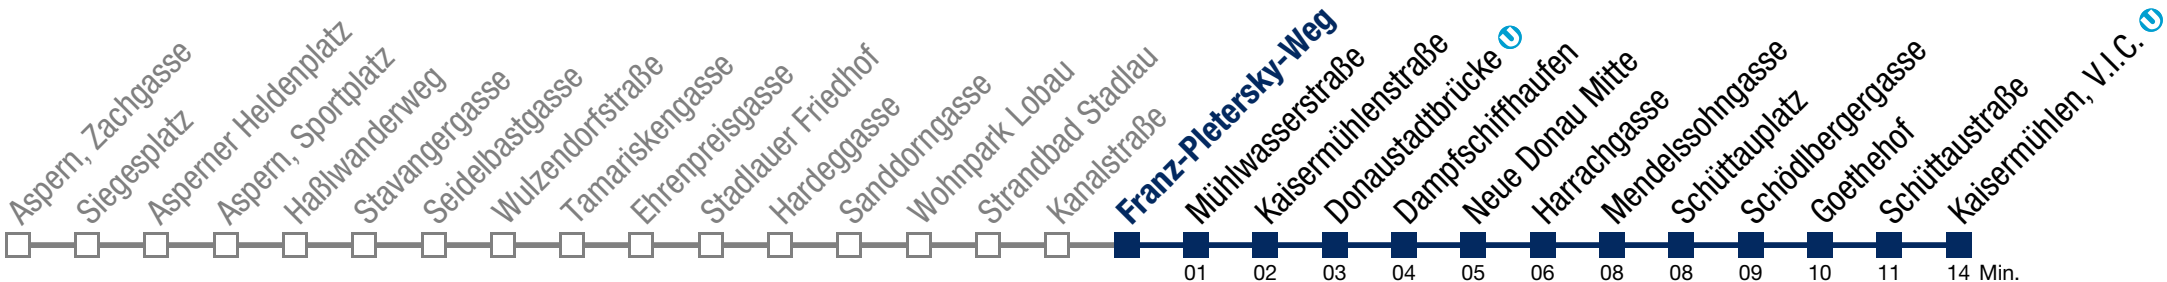 Aspern, Zachgasse
Siegesplatz
Asperner Heldenplatz
Aspern, Sportplatz
Haßlwanderweg
Stavangergasse
Seidelbastgasse
Wulzendorfstraße
Tamariskengasse
Ehrenpreisgasse
Stadlauer Friedhof
Hardeggasse
Sanddorngasse
Wohnpark Lobau
Strandbad Stadlau
Kanalstraße
Franz-Pletersky-Weg
Mühlwasserstraße
Kaisermühlenstraße
Donaustadtbrücke U
Dampfschiffhaufen
Neue Donau Mitte
Harrachgasse
Mendelssohngasse
Schüttauplatz
Schödlbergergasse
Goethehof
Schüttaustraße
Kaisermühlen, V.I.C. U
01 02 03 04 05 06 08 08 09 10 11 14 Min.